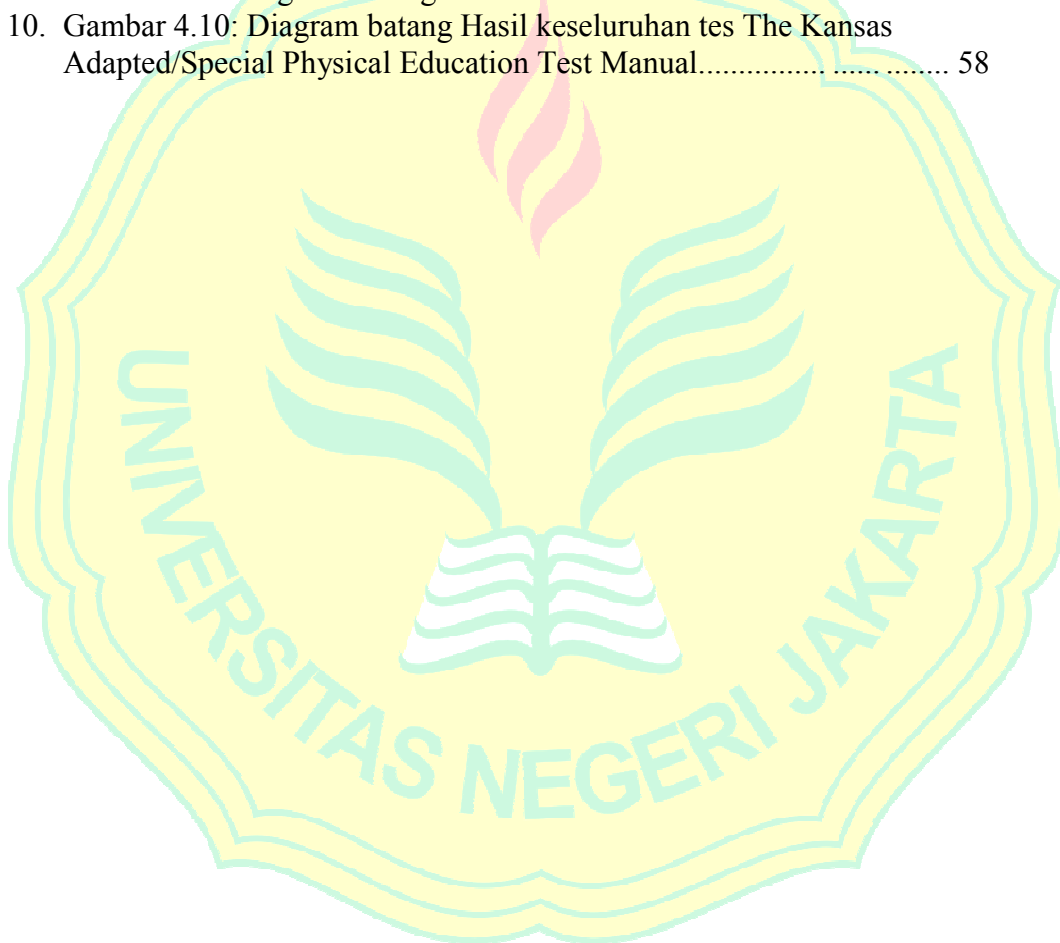 10. Gambar 4.10: Diagram batang Hasil keseluruhan tes The Kansas
Adapted/Special Physical Education Test Manual................ ...... ........ 58
UNIVERSITAS NEGERI JAKARTA